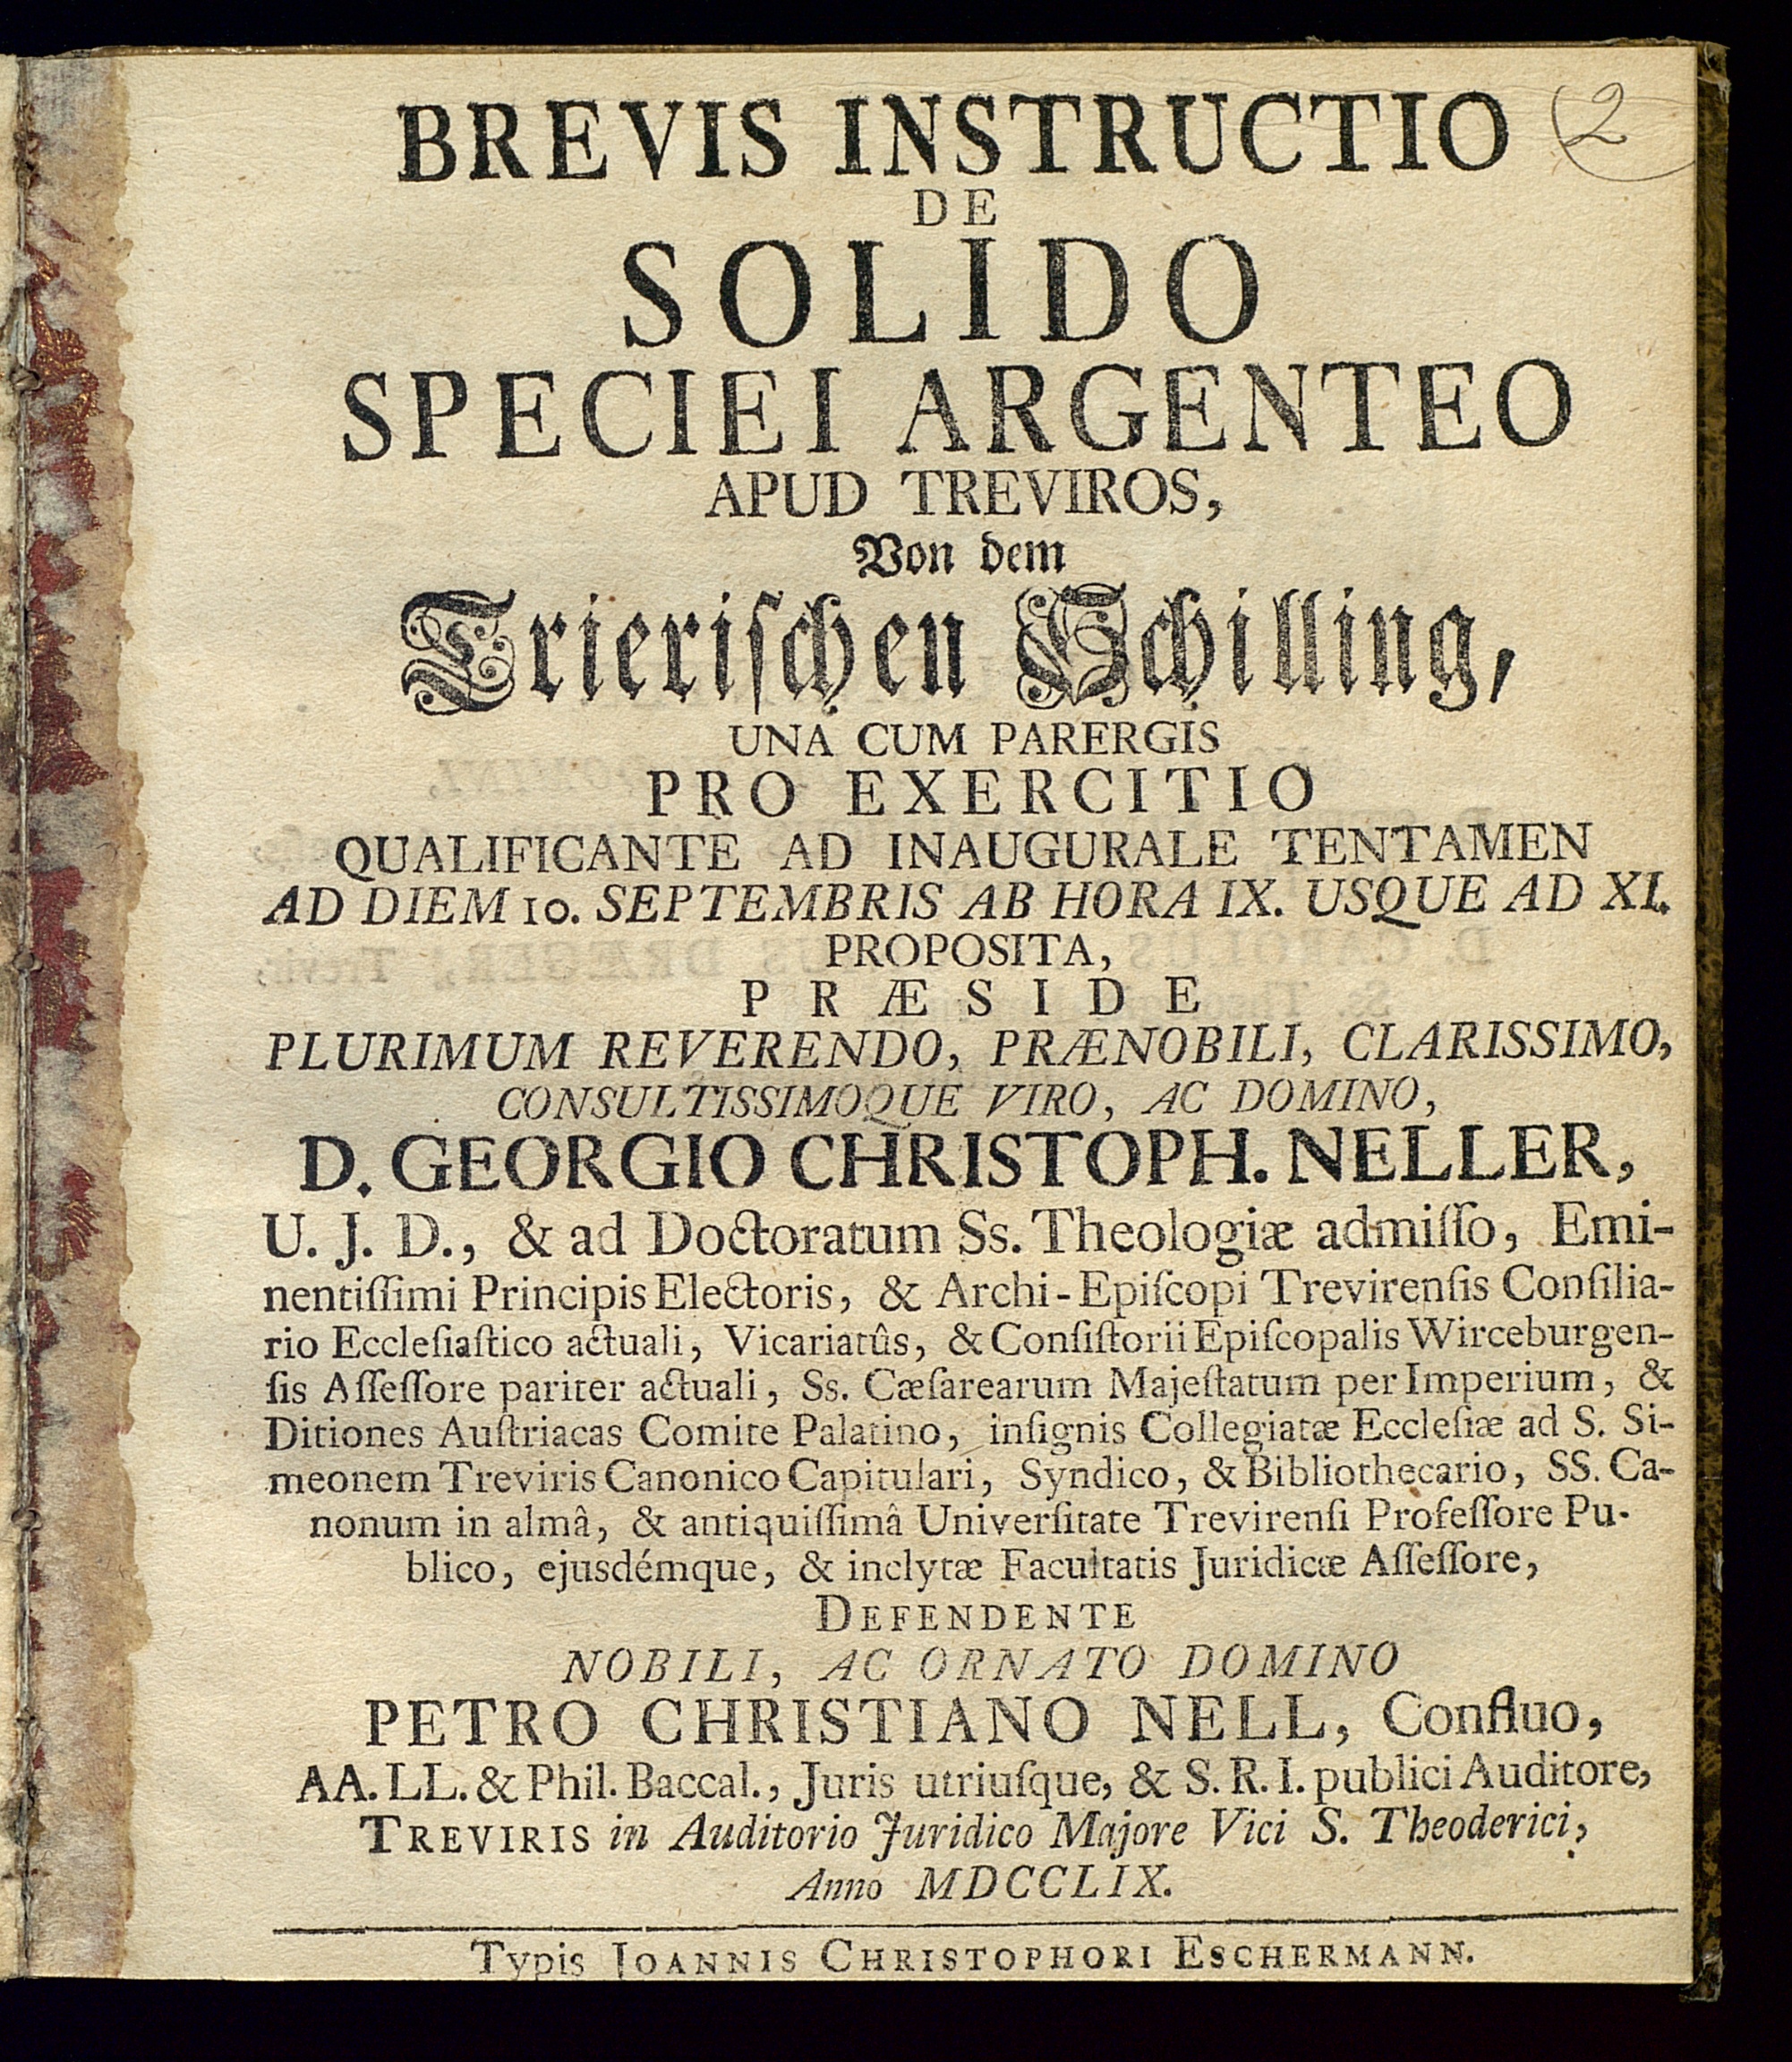 BREVIS INSTRUCTIO
(2
DE
SOLIDO
SPECIEI ARGENTEO
APUD TREVIROS,
Von dem
Trieriſchen Schilling,
UNÀ CUM PARERGIS
PRO EXERCITIO
QUALIFICANTE AD INAUGURALE TENTAMEN
AD DIEM 10. SEPTEMBRIS AB HORA IX. USQUE AD XI.
PROPOSITA,
PRÆSIDE
PLURIMUM REVERENDO, PRÆNOBILI, CLARISSIMO,
CONSULTISSIMOQUE VIRO, AC DOMINO,
D. GEORGIO CHRISTOPH. NELLER,
U. J. D., & ad Doctoratum Ss. Theologiæ admiſſo, Emi-
nentiſſimi Principis Electoris, & Archi-Epiſcopi Trevirenſis Conſilia-
rio Eccleſiaſtico actuali, Vicariatûs, & Conſiſtorii Epiſcopalis Wirceburgen-
ſis Aſſeſſore pariter actuali, Ss. Cæſarearum Majeſtatum per Imperium, &
Ditiones Auſtriacas Comite Palatino, inſignis Collegiatæ Eccleſiæ ad S. Si-
meonem Treviris Canonico Capitulari, Syndico, & Bibliothecario, SS. Ca-
nonum in almâ, & antiquiſſimâ Univerſitate Trevirenſi Profeſſore Pu-
blico, ejusdémque, & inclytæ Facultatis Juridicæ Aſſeſſore,
DEFENDENTE
NOBILI, AC ORNATO DOMINO
PETRO CHRISTIANO NELL, Confluo,
AA. LL. & Phil. Baccal., Juris utriuſque, & S. R. I. publici Auditore,
TREVIRIS in Auditorio Juridico Majore Vici S. Theoderici,
Anno MDCCLIX.
Typis JOANNIS CHRISTOPHORI ESCHERMANN.